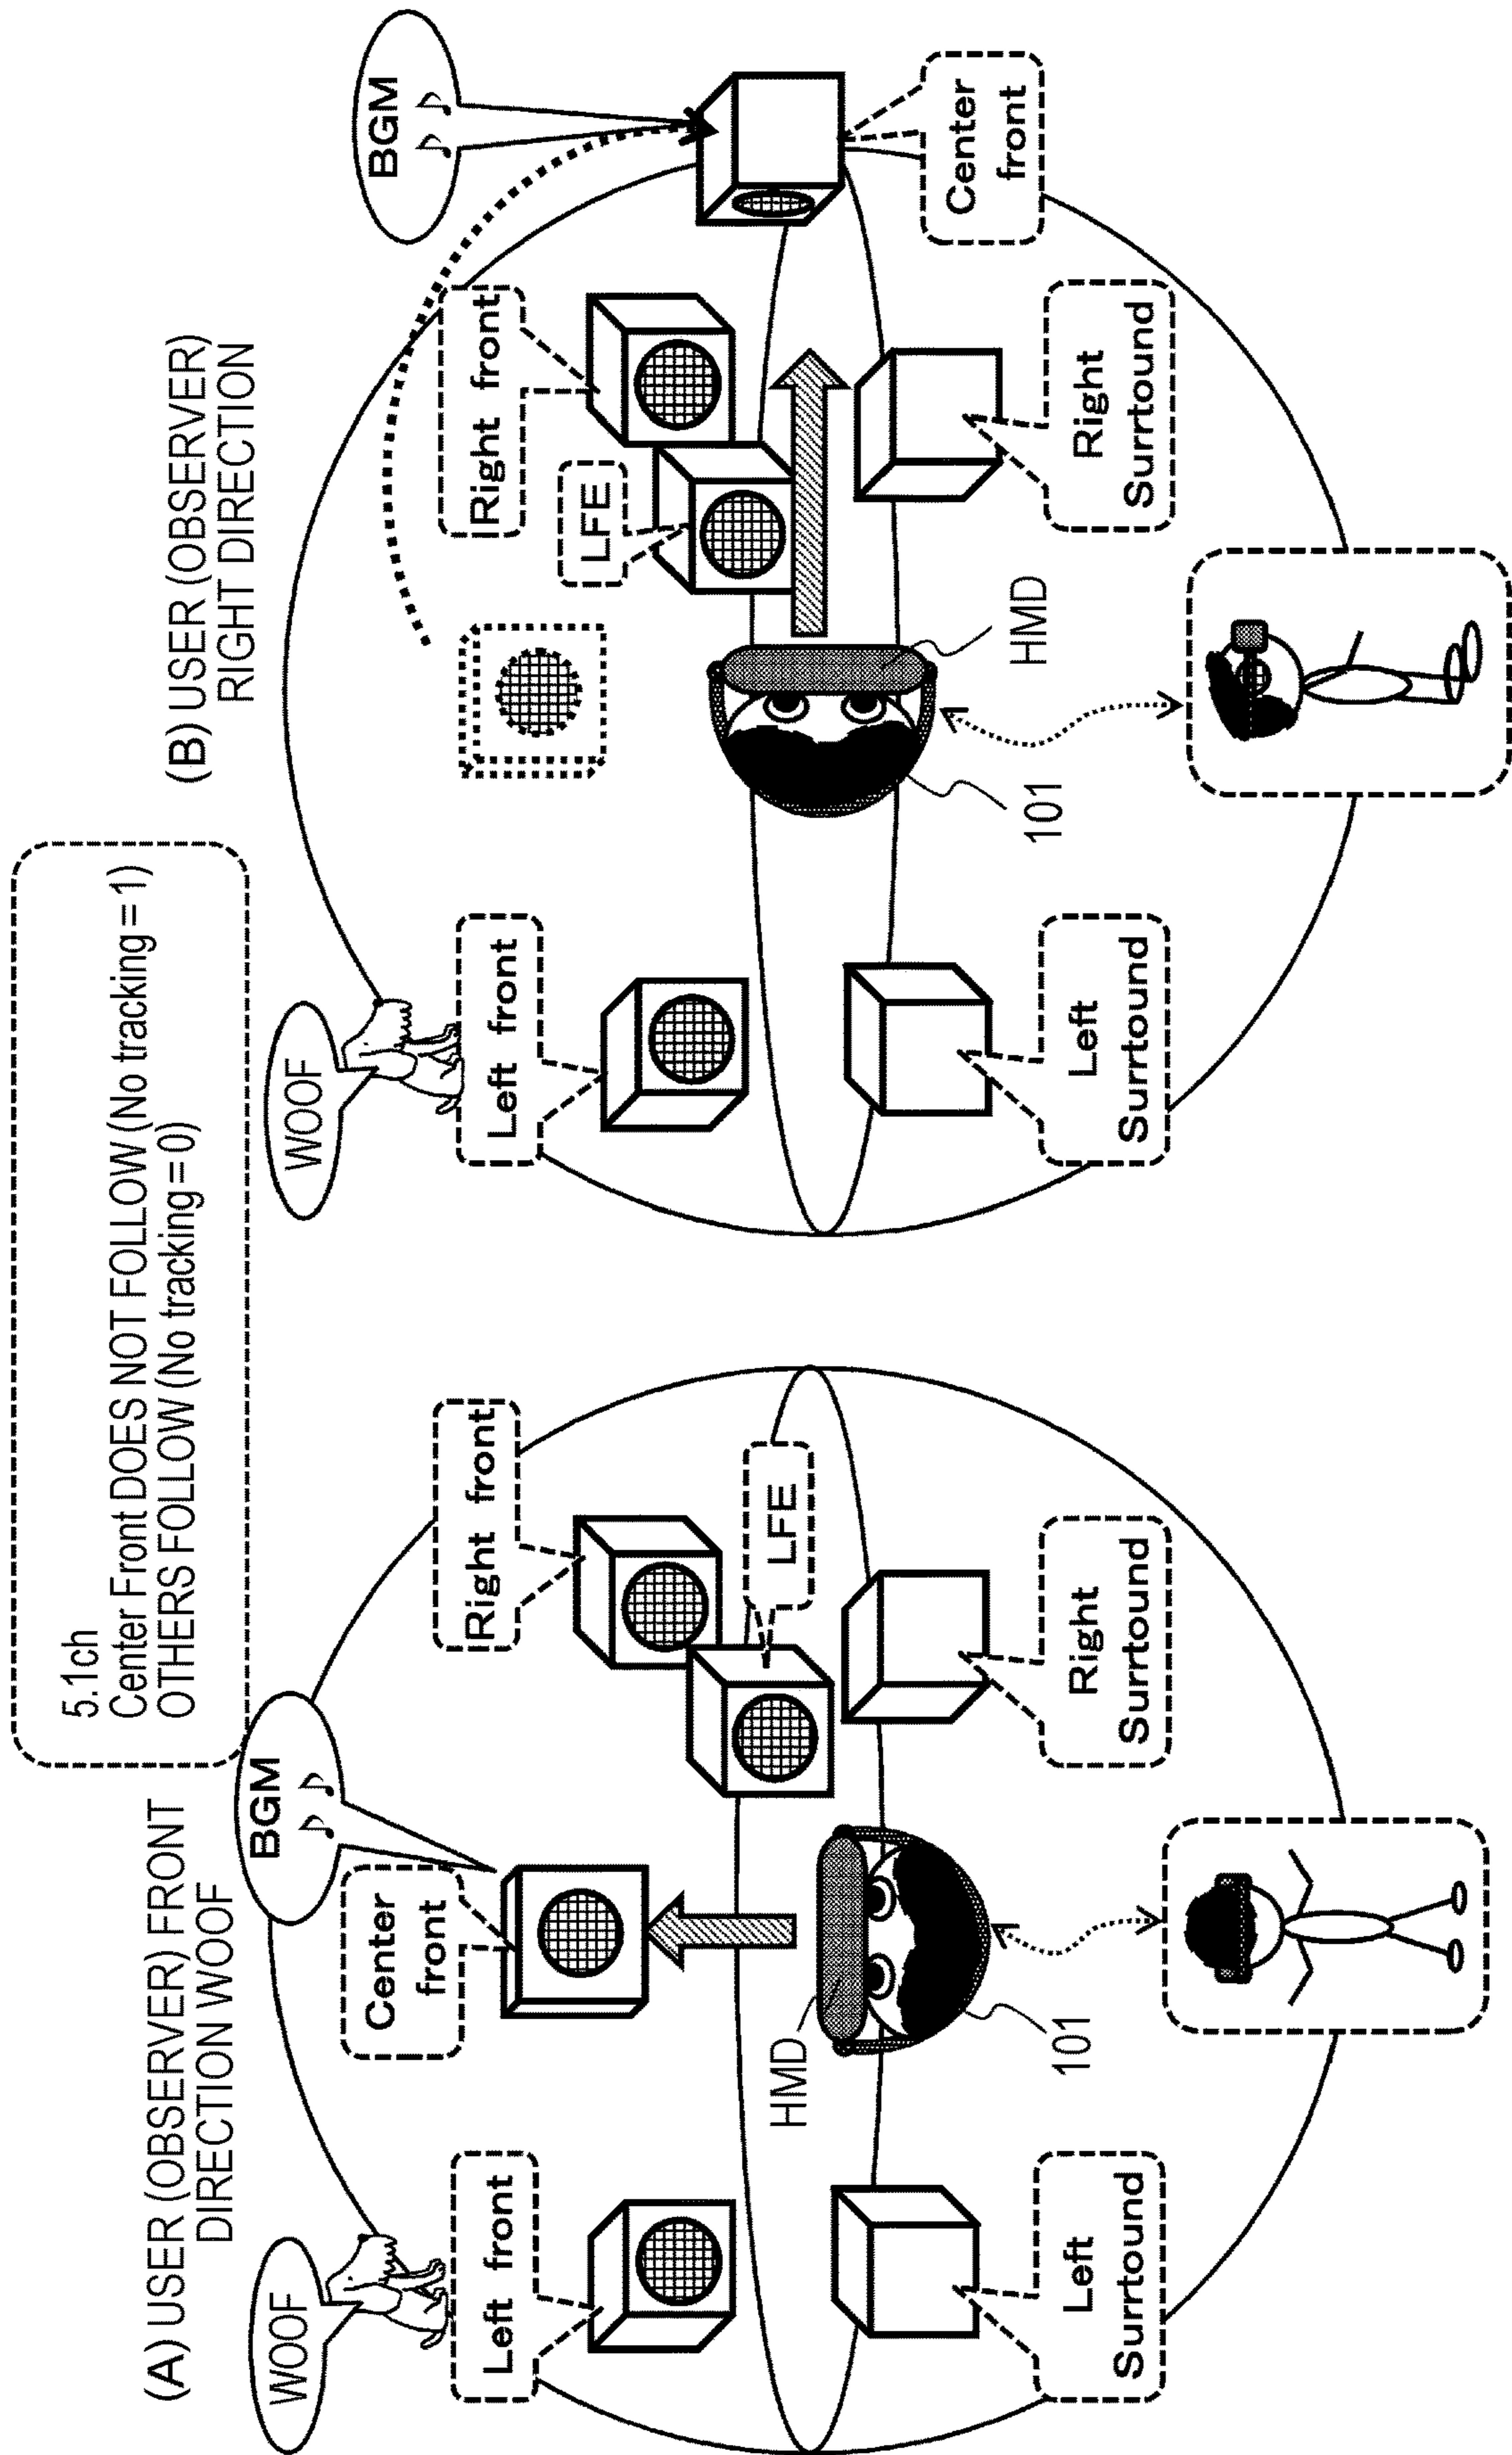 5.1ch
Center Front DOES NOT FOLLOW (No tracking = 1)
OTHERS FOLLOW (No tracking = 0)
(A) USER (OBSERVER) FRONT
DIRECTION WOOF
WOOF
BGM
Center
front
Left front
Right front
LFE
HMD
101
Left
Surrtound
Right
Surrtound
(B) USER (OBSERVER)
RIGHT DIRECTION
WOOF
BGM
Left front
Right front
LFE
Center
front
HMD
101
Left
Surrtound
Right
Surrtound